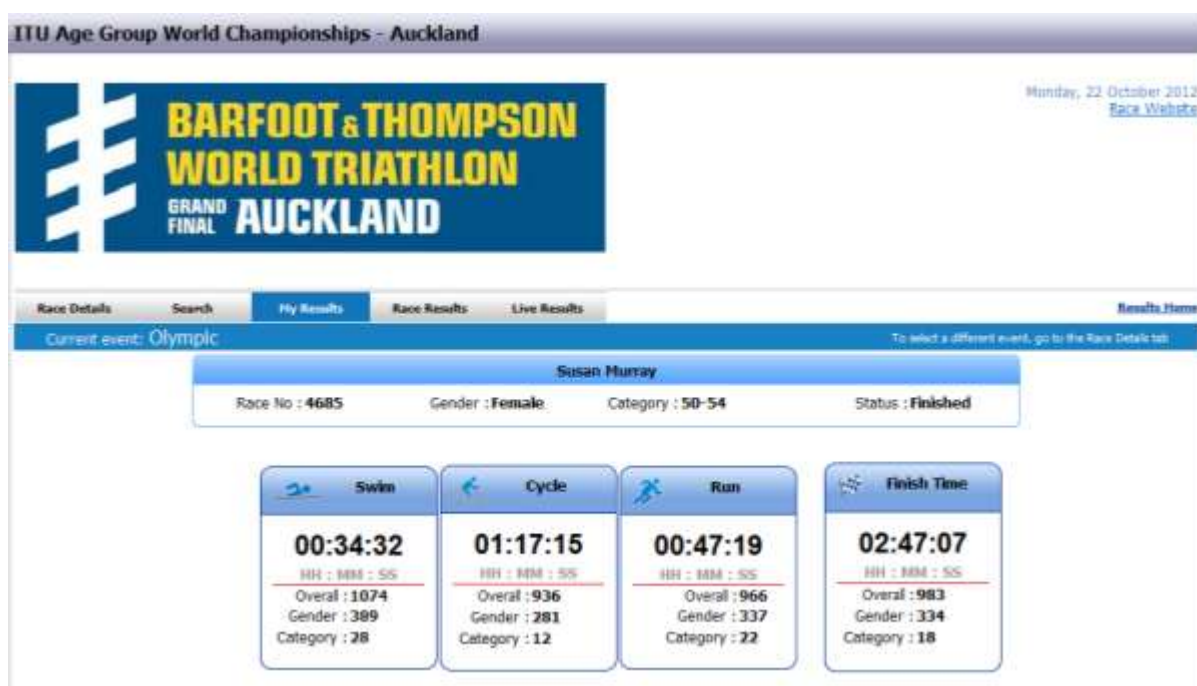 ITU Age Group World Championships - Auckland
BARFOOT & THOMPSON
WORLD TRIATHLON
GRAND FINAL AUCKLAND
Monday, 22 October 2012
Race Website
Race Details Search My Results Race Results Live Results Results Home
Current event: Olympic To select a different event, go to the Race Details tab
Susan Murray
Race No : 4685 Gender : Female Category : 50-54 Status : Finished
Swim Cycle Run Finish Time
00:34:32 01:17:15 00:47:19 02:47:07
HH : MM : SS HH : MM : SS HH : MM : SS HH : MM : SS
Overal : 1074 Overal : 936 Overal : 966 Overal : 983
Gender : 389 Gender : 281 Gender : 337 Gender : 334
Category : 28 Category : 12 Category : 22 Category : 18